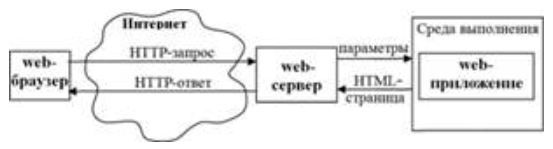 Интернет
Среда выполнения
HTTP-запрос
параметры
web-
браузер
web-
сервер
web-
приложение
HTTP-ответ
HTML-
страница